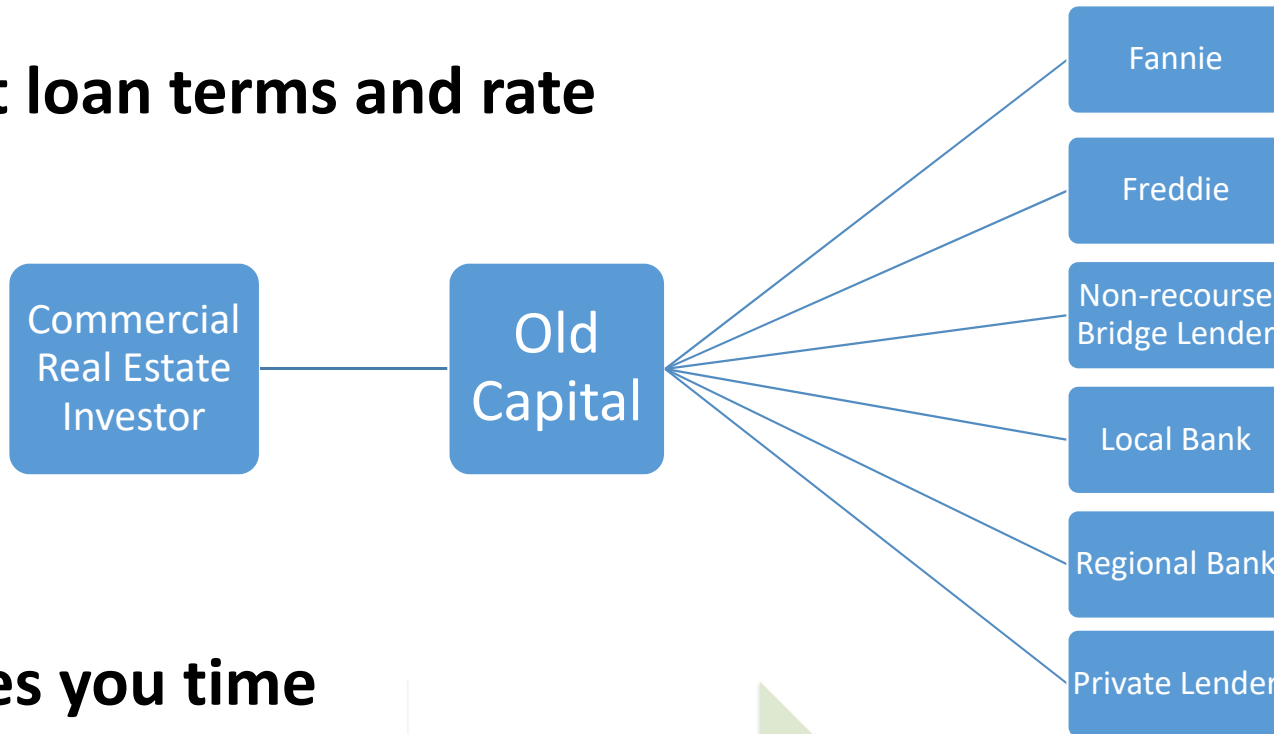 t loan terms and rate
Commercial
Real Estate
Investor
Old
Capital
Fannie
Freddie
Non-recourse
Bridge Lender
Local Bank
Regional Bank
Private Lender
es you time